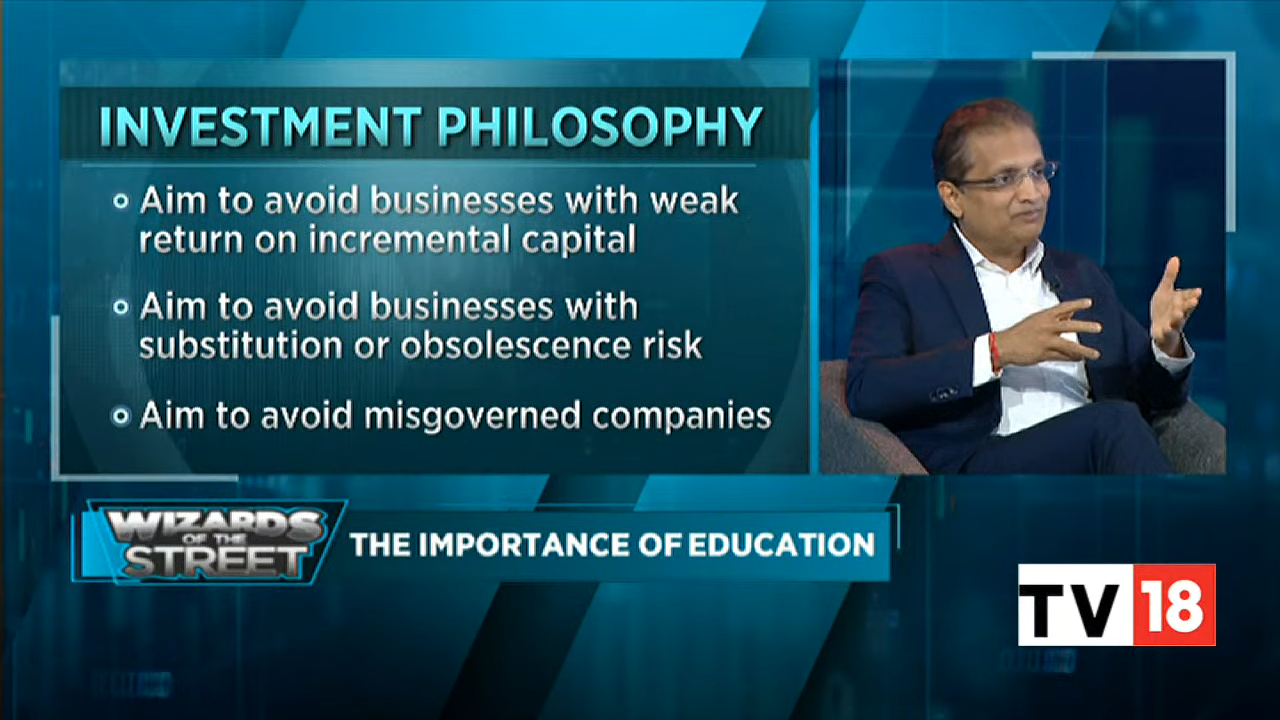 INVESTMENT PHILOSOPHY
Aim to avoid businesses with weak
return on incremental capital
Aim to avoid businesses with
substitution or obsolescence risk
Aim to avoid misgoverned companies
WIZARDS
OF THE
STREET
THE IMPORTANCE OF EDUCATION
TV18